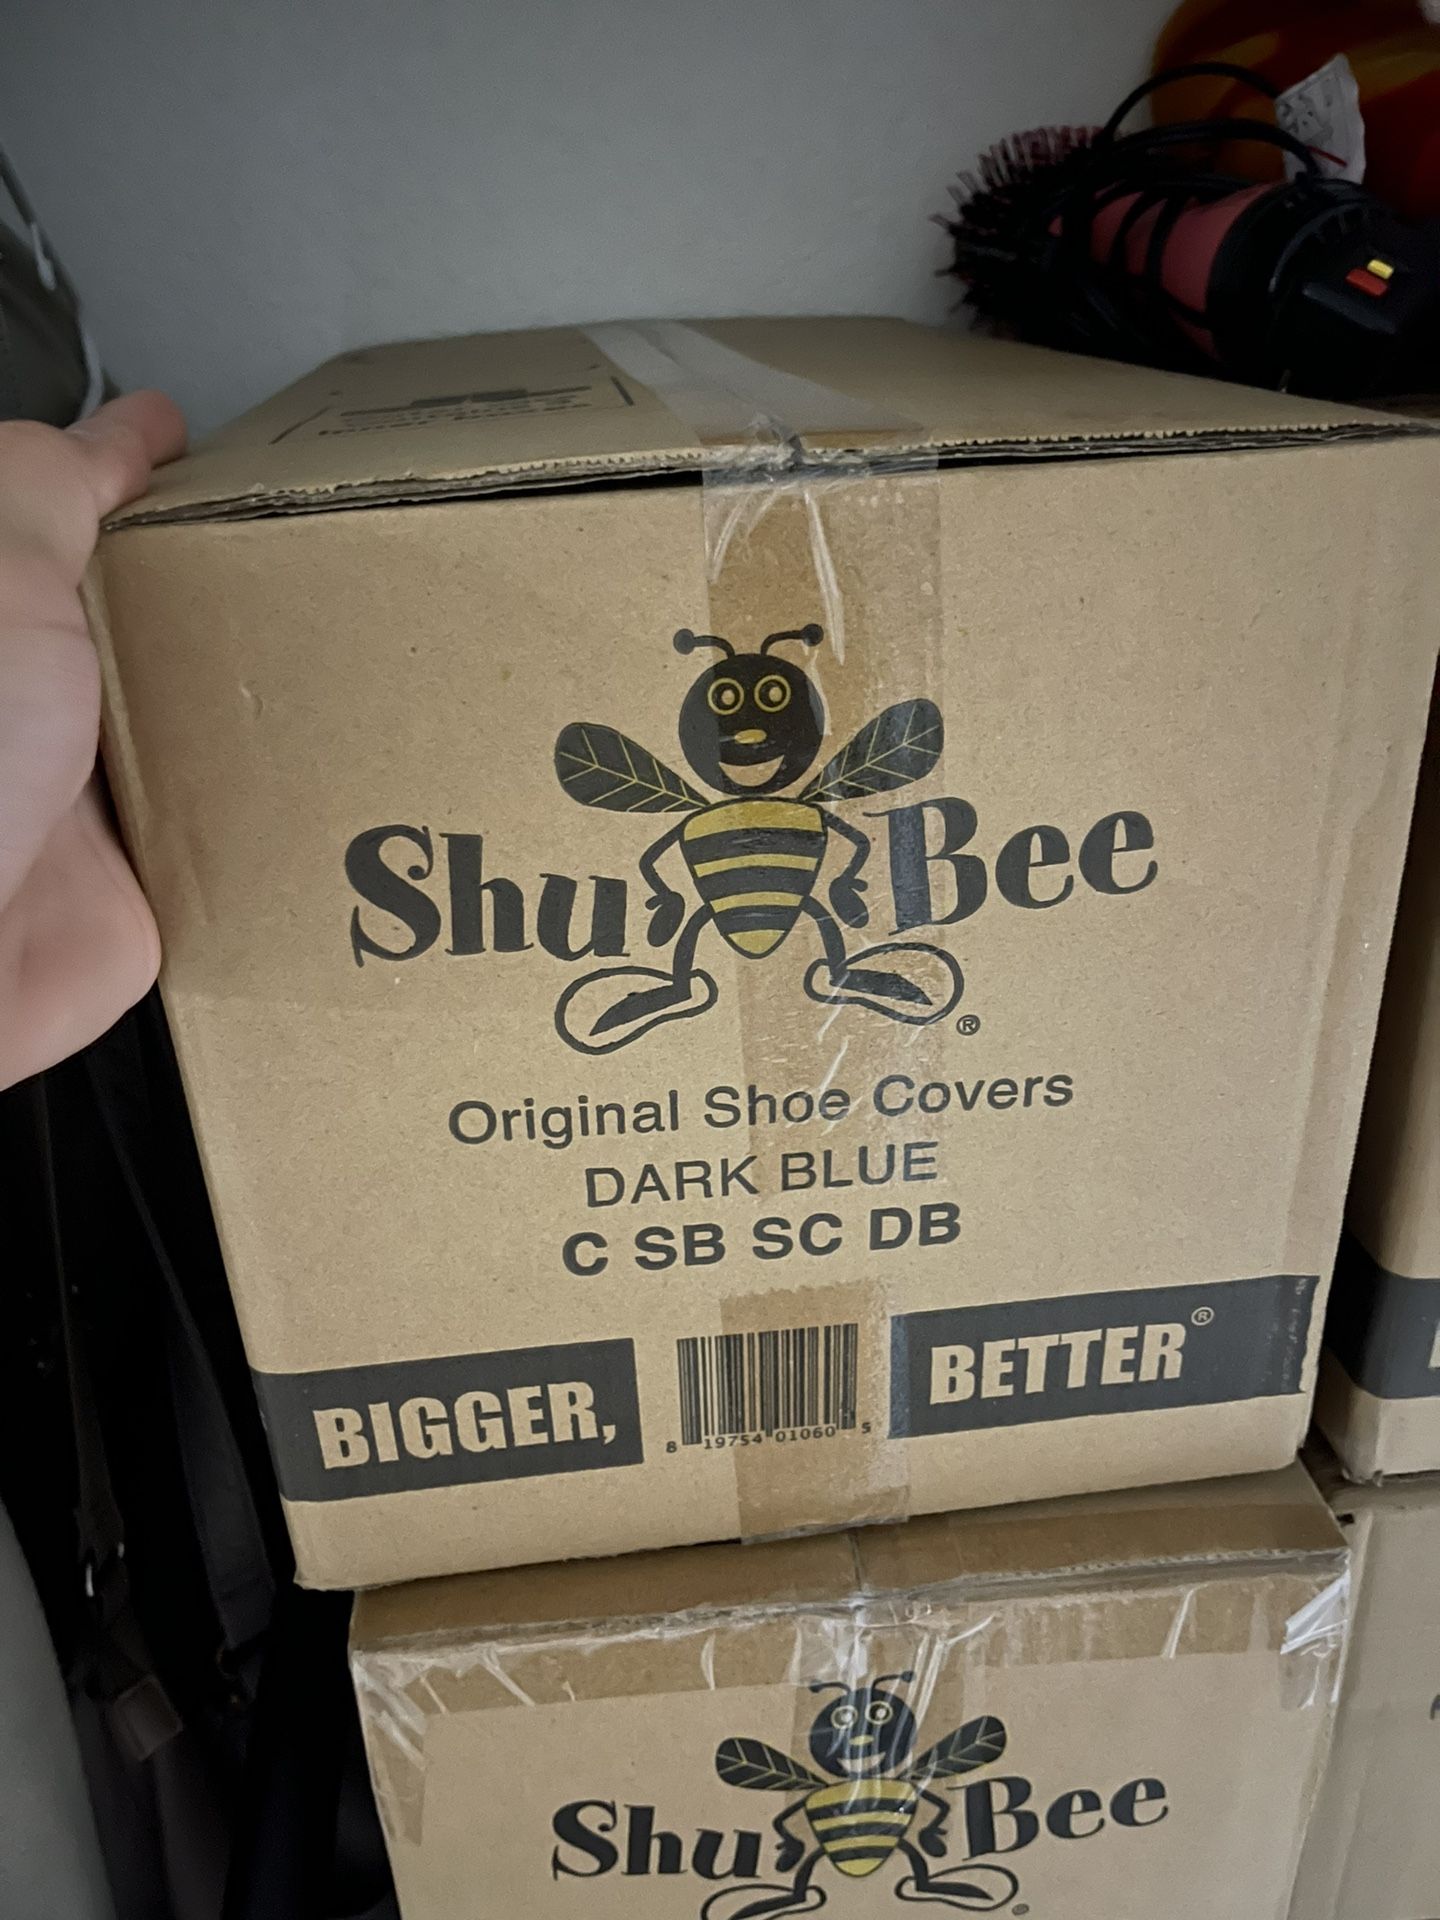 Shu Bee
®
Original Shoe Covers
DARK BLUE
C SB SC DB
BIGGER,
8 19754 01060 5
BETTER®
Shu Bee
®